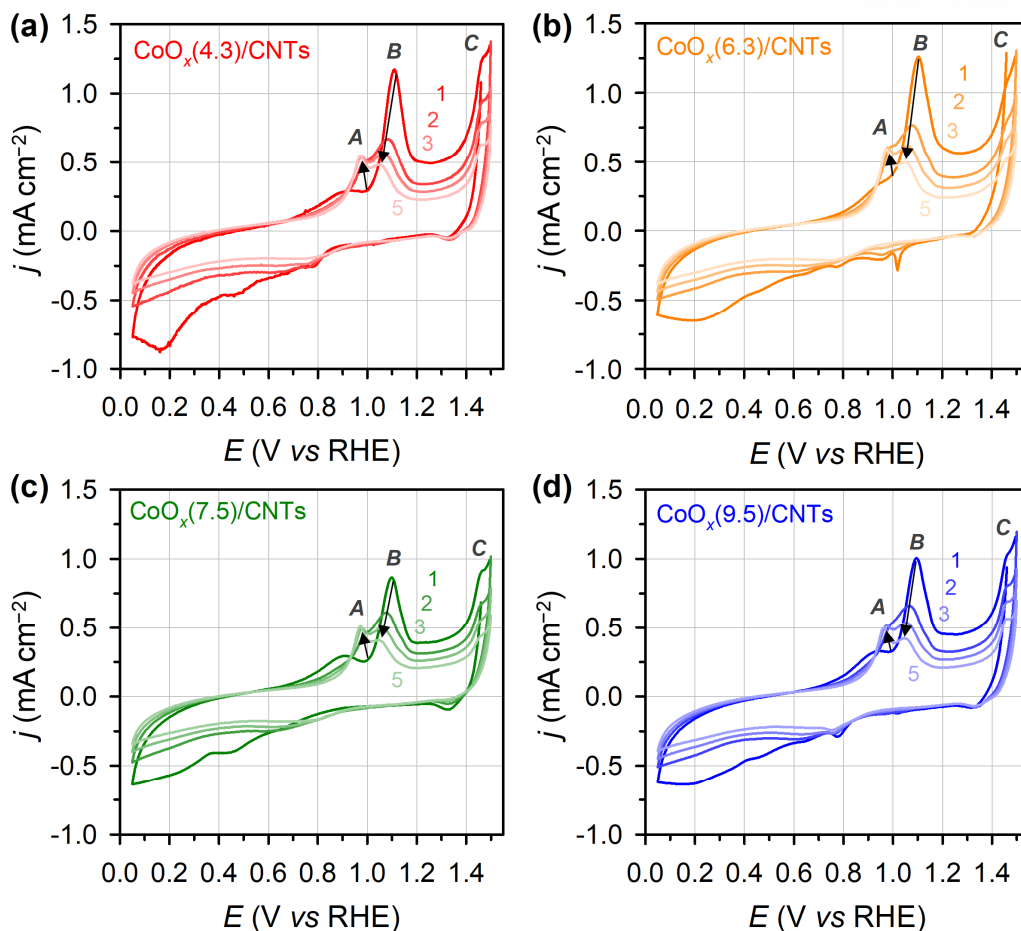 (a)
CoOₓ(4.3)/CNTs
A
B
C
1
2
3
5
1.5
1.0
0.5
0.0
-0.5
-1.0
j (mA cm⁻²)
0.0 0.2 0.4 0.6 0.8 1.0 1.2 1.4
E (V vs RHE)
(b)
CoOₓ(6.3)/CNTs
A
B
C
1
2
3
5
1.5
1.0
0.5
0.0
-0.5
-1.0
j (mA cm⁻²)
0.0 0.2 0.4 0.6 0.8 1.0 1.2 1.4
E (V vs RHE)
(c)
CoOₓ(7.5)/CNTs
A
B
C
1
2
3
5
1.5
1.0
0.5
0.0
-0.5
-1.0
j (mA cm⁻²)
0.0 0.2 0.4 0.6 0.8 1.0 1.2 1.4
E (V vs RHE)
(d)
CoOₓ(9.5)/CNTs
A
B
C
1
2
3
5
1.5
1.0
0.5
0.0
-0.5
-1.0
j (mA cm⁻²)
0.0 0.2 0.4 0.6 0.8 1.0 1.2 1.4
E (V vs RHE)